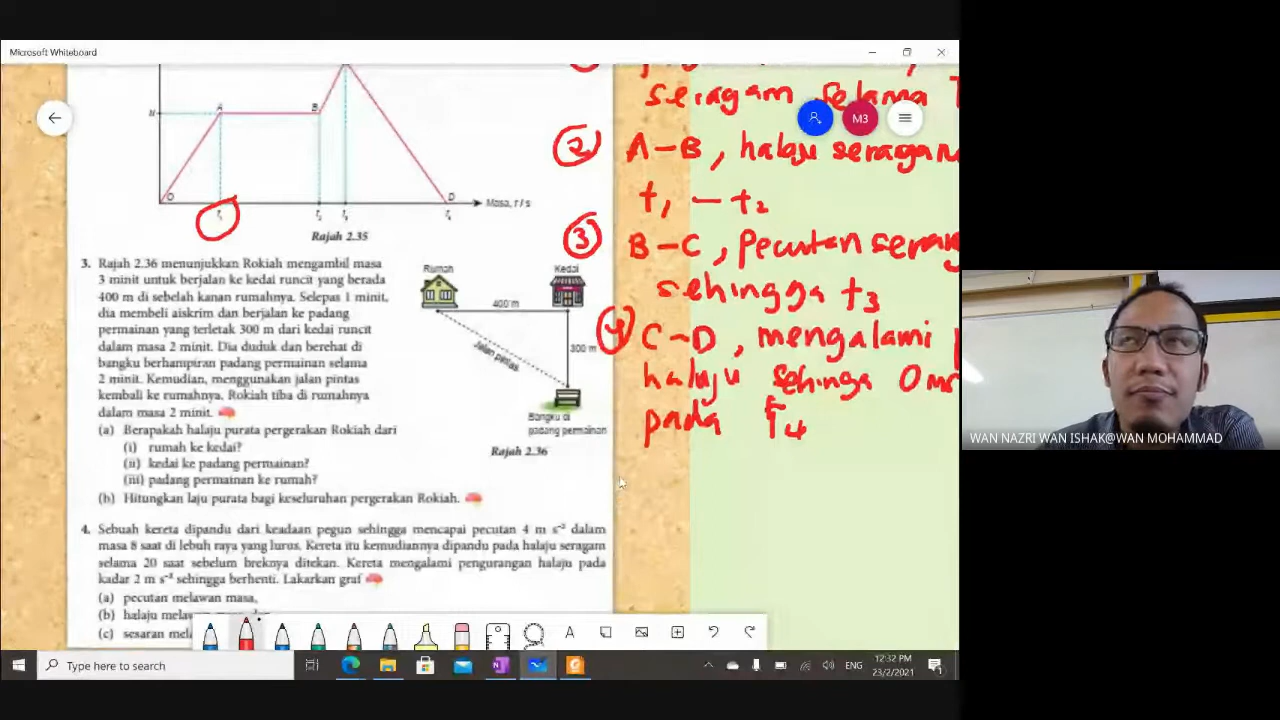 Microsoft Whiteboard
seragam selama
M3
A
B
② A-B, halaju seragam
t₁ - t₂
O
D
Masa, t / s
Rajah 2.35
③ B-C, pecutan serag
sehingga t₃
④ C-D, mengalami
halaju sehinga 0 ms
pada t₄
3. Rajah 2.36 menunjukkan Rokiah mengambil masa
3 minit untuk berjalan ke kedai runcit yang berada
400 m di sebelah kanan rumahnya. Selepas 1 minit,
dia membeli aiskrim dan berjalan ke padang
permainan yang terletak 300 m dari kedai runcit
dalam masa 2 minit. Dia duduk dan berehat di
bangku berhampiran padang permainan selama
2 minit. Kemudian, menggunakan jalan pintas
kembali ke rumahnya. Rokiah tiba di rumahnya
dalam masa 2 minit.
Rumah
Kedai
400 m
300 m
Jalan pintas
Bangku di
padang permainan
Rajah 2.36
(a) Berapakah halaju purata pergerakan Rokiah dari
(i) rumah ke kedai?
(ii) kedai ke padang permainan?
(iii) padang permainan ke rumah?
(b) Hitungkan laju purata bagi keseluruhan pergerakan Rokiah.
4. Sebuah kereta dipandu dari keadaan pegun sehingga mencapai pecutan 4 m s⁻² dalam
masa 8 saat di lebuh raya yang lurus. Kereta itu kemudiannya dipandu pada halaju seragam
selama 20 saat sebelum breknya ditekan. Kereta mengalami pengurangan halaju pada
kadar 2 m s⁻² sehingga berhenti. Lakarkan graf
(a) pecutan melawan masa,
(b) halaju melaw
(c) sesaran mela
WAN NAZRI WAN ISHAK@WAN MOHAMMAD
Type here to search
ENG
12:32 PM
23/2/2021